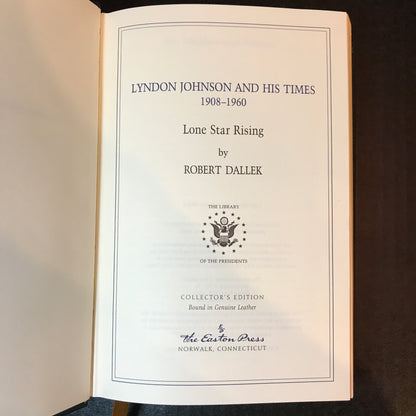 LYNDON JOHNSON AND HIS TIMES
1908–1960
Lone Star Rising
by
ROBERT DALLEK
THE LIBRARY
OF THE PRESIDENTS
COLLECTOR'S EDITION
Bound in Genuine Leather
by
The Easton Press
NORWALK, CONNECTICUT